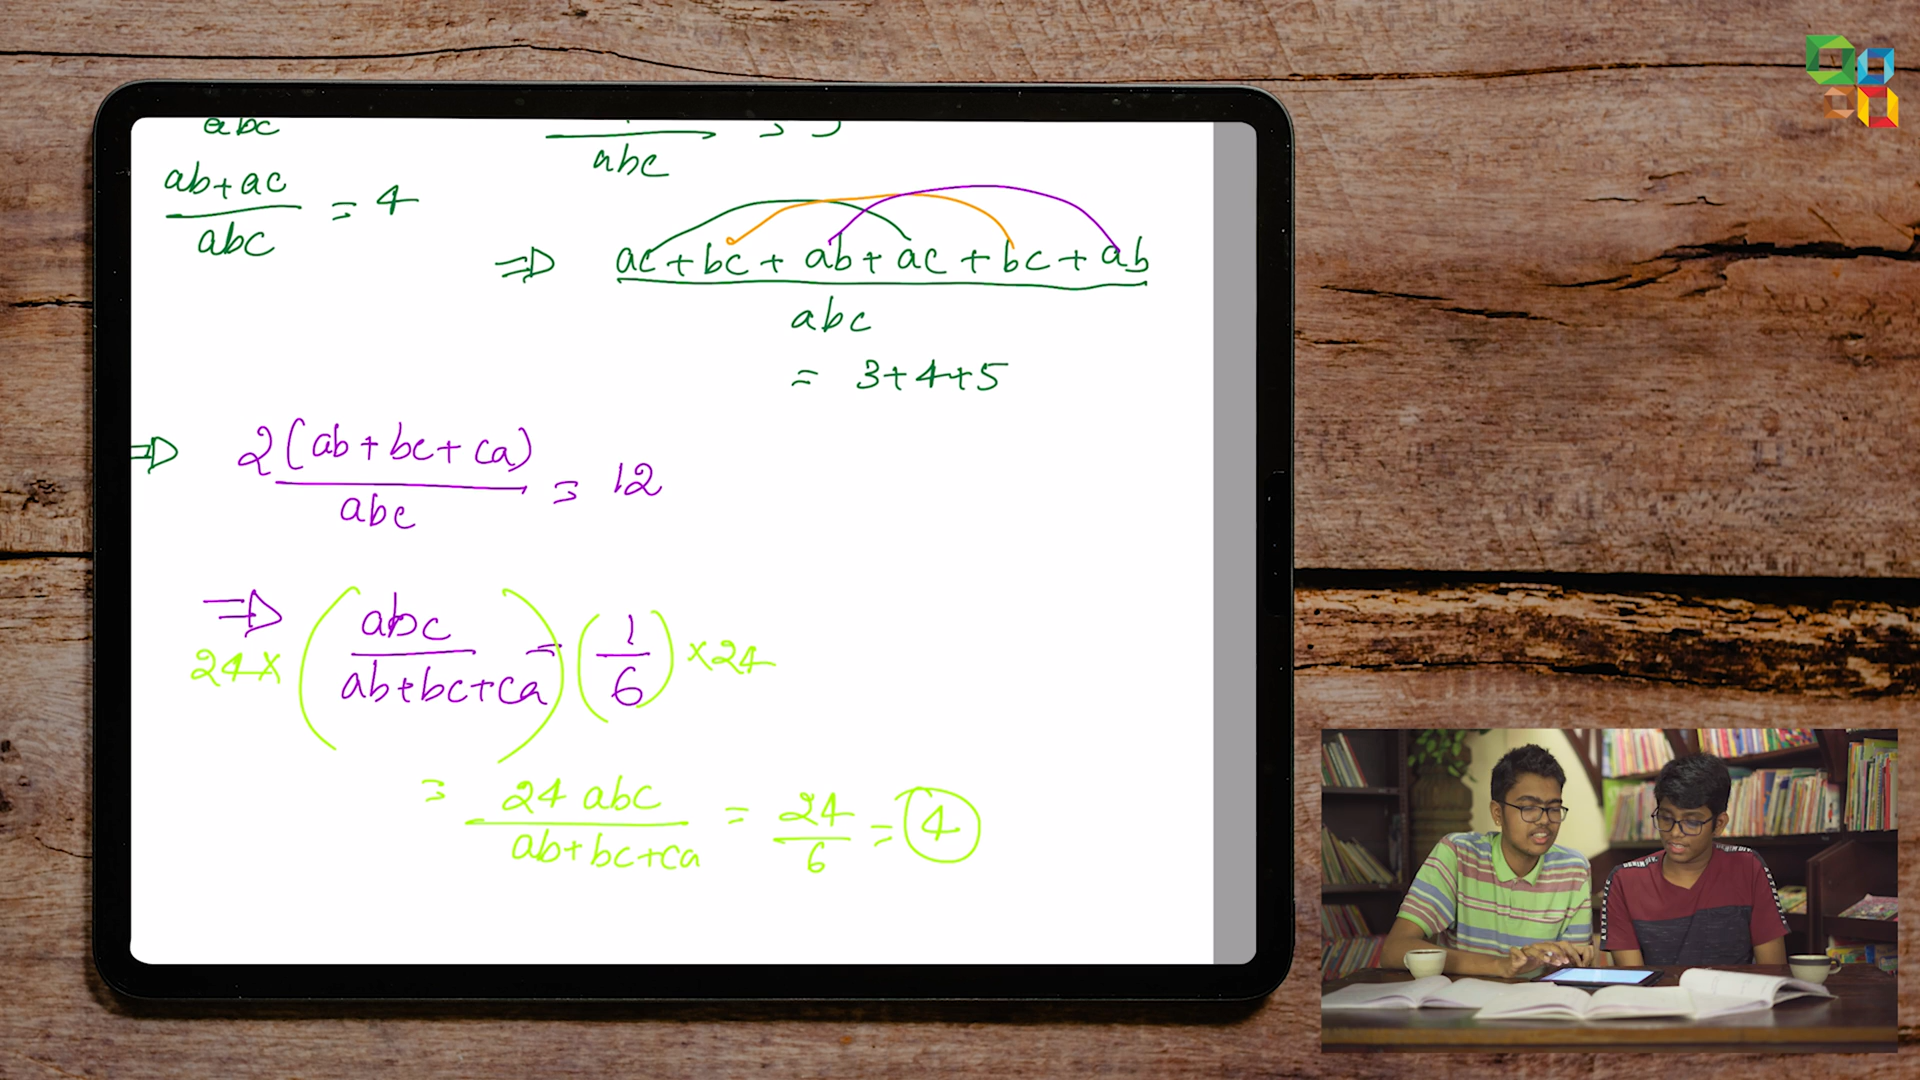 abc
abc
ab+ac / abc = 4
⇒ ac + bc + ab + ac + bc + ab / abc
= 3+4+5
⇒ 2(ab + bc + ca) / abc = 12
⇒ 24 × (abc / ab+bc+ca) = (1/6) ×24
= 24 abc / ab+bc+ca = 24/6 = 4